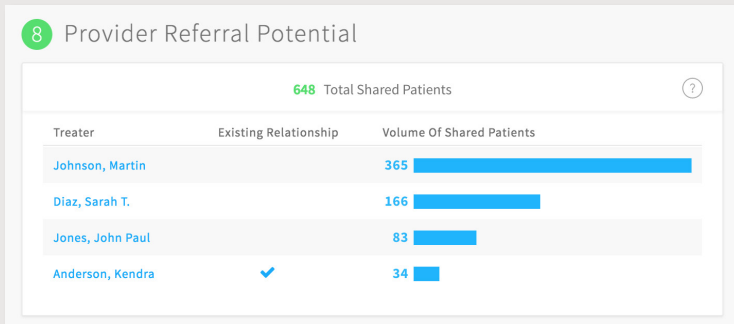 8 Provider Referral Potential
648 Total Shared Patients ?
Treater Existing Relationship Volume Of Shared Patients
Johnson, Martin 365
Diaz, Sarah T. 166
Jones, John Paul 83
Anderson, Kendra 34